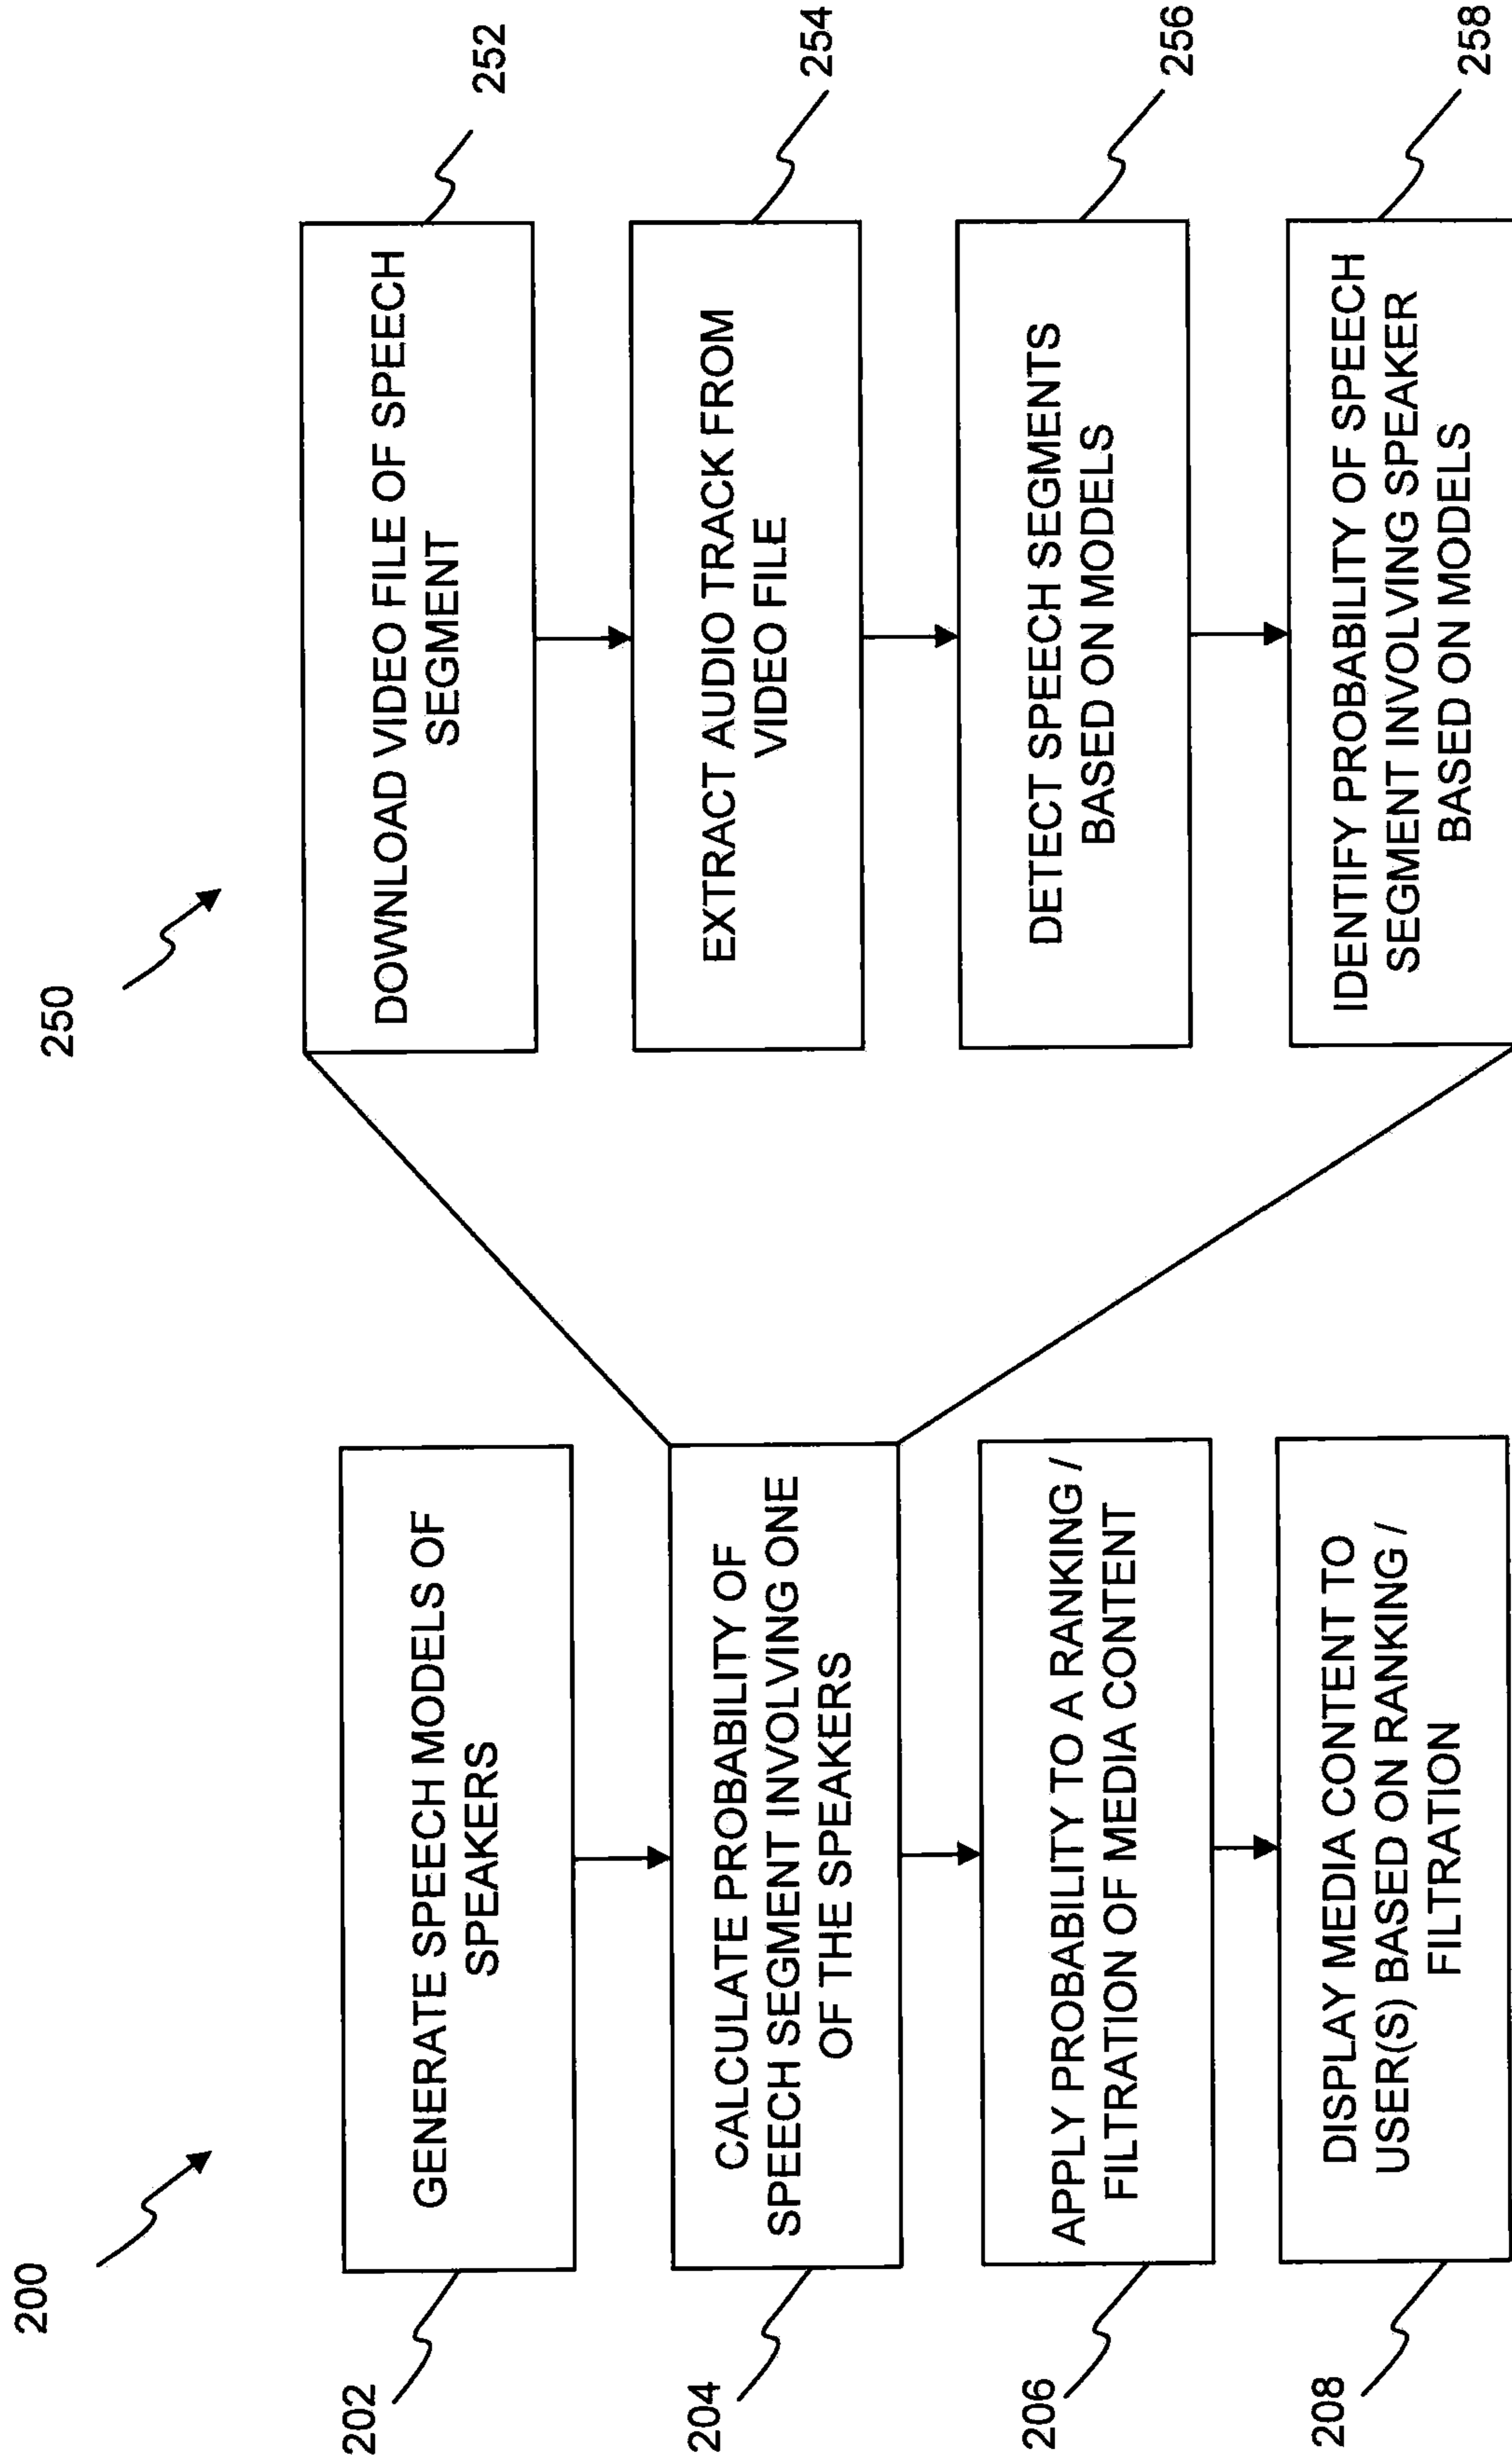 200
202
GENERATE SPEECH MODELS OF
SPEAKERS
204
CALCULATE PROBABILITY OF
SPEECH SEGMENT INVOLVING ONE
OF THE SPEAKERS
206
APPLY PROBABILITY TO A RANKING /
FILTRATION OF MEDIA CONTENT
208
DISPLAY MEDIA CONTENT TO
USER(S) BASED ON RANKING /
FILTRATION
250
252
DOWNLOAD VIDEO FILE OF SPEECH
SEGMENT
254
EXTRACT AUDIO TRACK FROM
VIDEO FILE
256
DETECT SPEECH SEGMENTS
BASED ON MODELS
258
IDENTIFY PROBABILITY OF SPEECH
SEGMENT INVOLVING SPEAKER
BASED ON MODELS